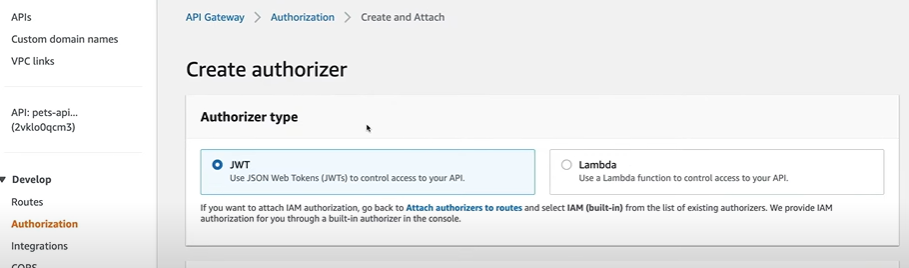 APIs
Custom domain names
VPC links
API: pets-api...
(2vklo0qcm3)
Develop
Routes
Authorization
Integrations
CORS
API Gateway > Authorization > Create and Attach
Create authorizer
Authorizer type
JWT
Use JSON Web Tokens (JWTs) to control access to your API.
Lambda
Use a Lambda function to control access to your API.
If you want to attach IAM authorization, go back to Attach authorizers to routes and select IAM (built-in) from the list of existing authorizers. We provide IAM
authorization for you through a built-in authorizer in the console.